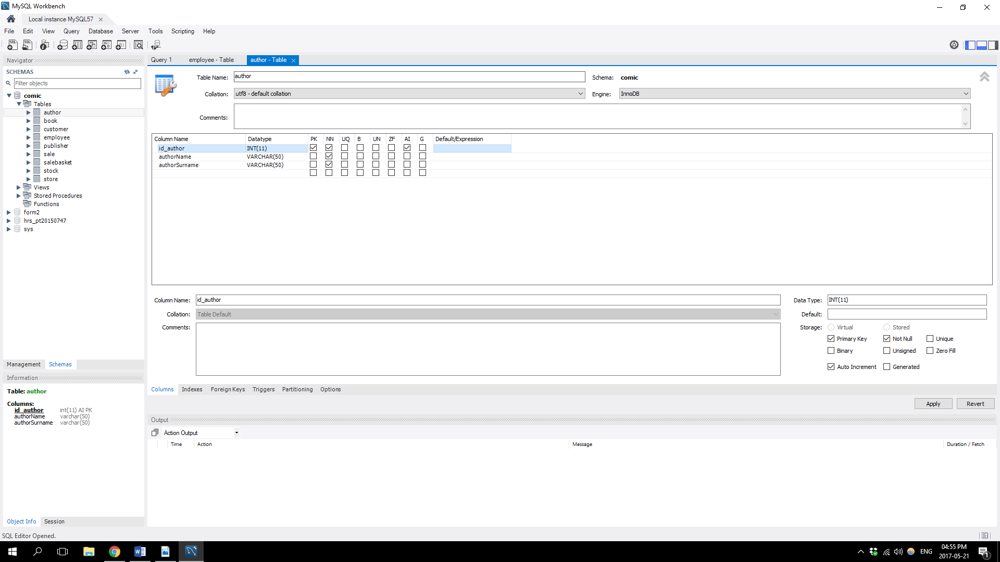 MySQL Workbench
Local instance MySQL57
File Edit View Query Database Server Tools Scripting Help
Navigator
SCHEMAS
Filter objects
comic
Tables
author
book
customer
employee
publisher
sale
salebasket
stock
store
Views
Stored Procedures
Functions
form2
hrs_pt20150747
sys
Management Schemas
Information
Table: author
Columns:
id_author int(11) AI PK
authorName varchar(50)
authorSurname varchar(50)
Object Info Session
Query 1 employee - Table author - Table
Table Name: author Schema: comic
Collation: utf8 - default collation Engine: InnoDB
Comments:
Column Name Datatype PK NN UQ B UN ZF AI G Default/Expression
id_author INT(11)
authorName VARCHAR(50)
authorSurname VARCHAR(50)
Column Name: id_author Data Type: INT(11)
Collation: Table Default Default:
Comments: Storage: Virtual Stored
Primary Key Not Null Unique
Binary Unsigned Zero Fill
Auto Increment Generated
Columns Indexes Foreign Keys Triggers Partitioning Options
Apply Revert
Output
Action Output
Time Action Message Duration / Fetch
SQL Editor Opened.
ENG 04:55 PM
2017-05-21
1